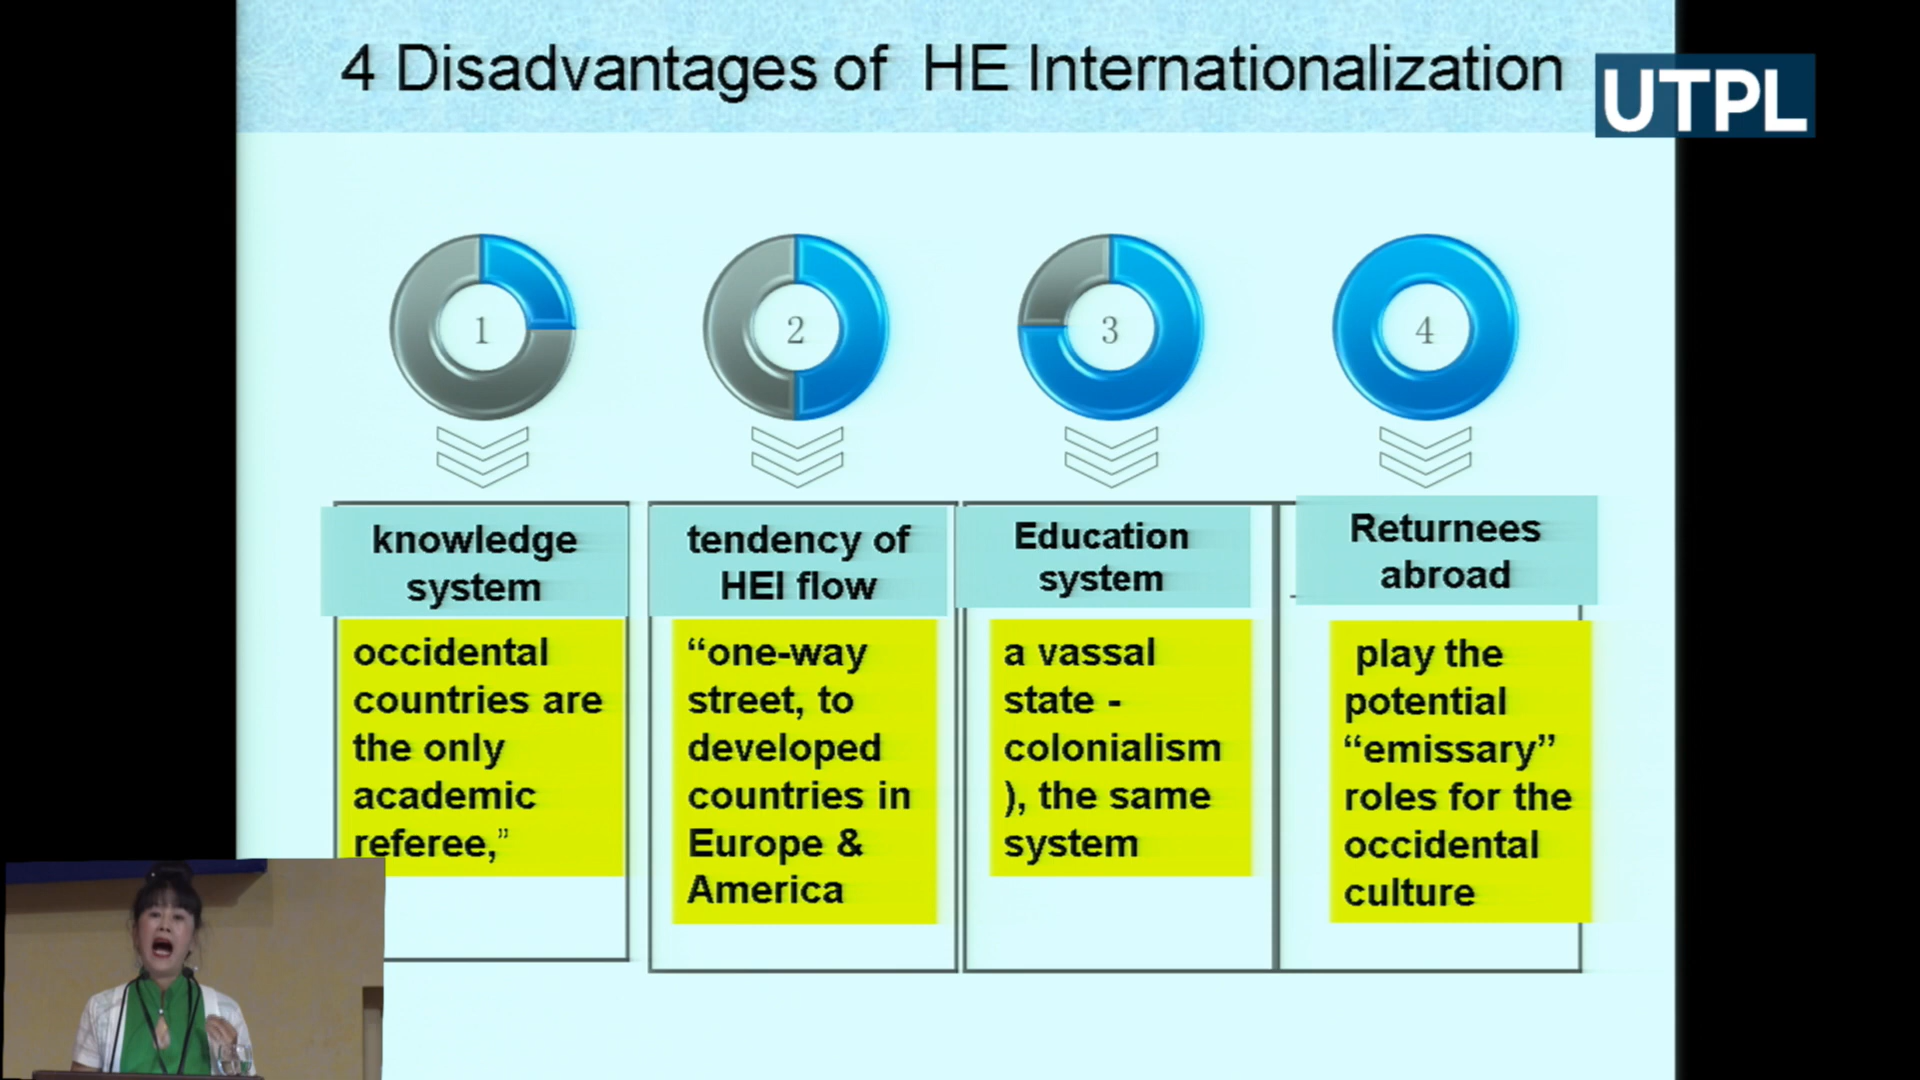 4 Disadvantages of HE Internationalization
UTPL
1
2
3
4
knowledge
system
occidental
countries are
the only
academic
referee,”
tendency of
HEI flow
“one-way
street, to
developed
countries in
Europe &
America
Education
system
a vassal
state -
colonialism
), the same
system
Returnees
abroad
play the
potential
“emissary”
roles for the
occidental
culture